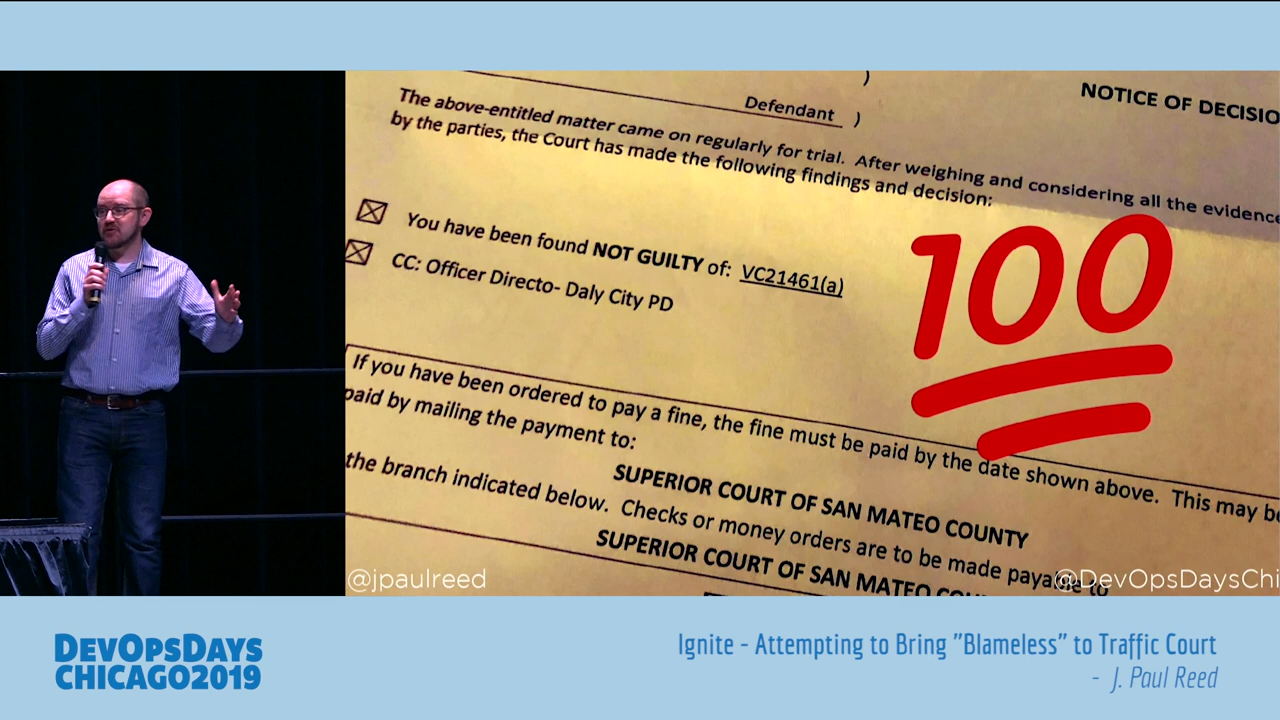 )
Defendant )
NOTICE OF DECISIO
The above-entitled matter came on regularly for trial. After weighing and considering all the evidence
by the parties, the Court has made the following findings and decision:
You have been found NOT GUILTY of: VC21461(a)
CC: Officer Directo- Daly City PD
100
If you have been ordered to pay a fine, the fine must be paid by the date shown above. This may be
paid by mailing the payment to:
SUPERIOR COURT OF SAN MATEO COUNTY
the branch indicated below. Checks or money orders are to be made payable to
SUPERIOR COURT OF SAN MATEO
@jpaulreed
@DevOpsDaysChi
DEVOPSDAYS
CHICAGO2019
Ignite - Attempting to Bring "Blameless" to Traffic Court
- J. Paul Reed